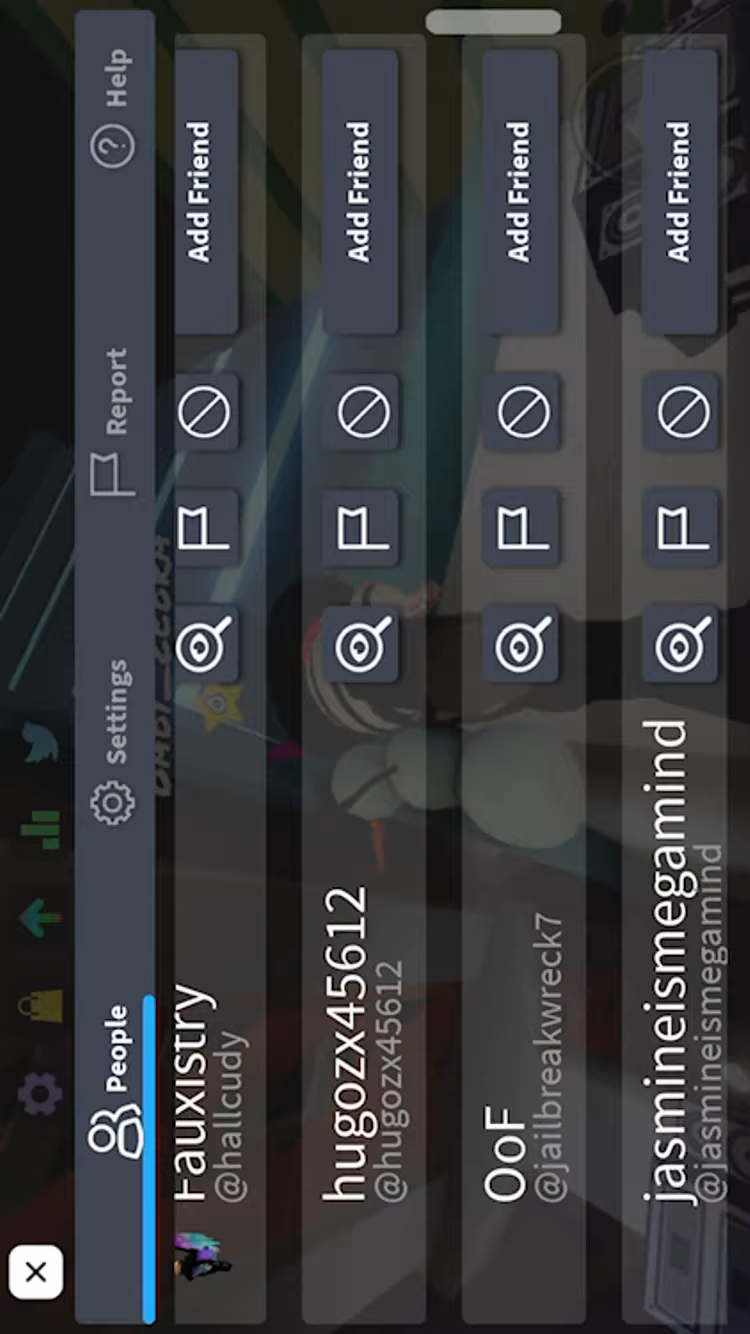 People
Settings
Report
Help
Fauxistry
@hallcudy
Add Friend
hugozx45612
@hugozx45612
Add Friend
OoF
@jailbreakwreck7
Add Friend
jasmineismegamind
@jasmineismegamind
Add Friend